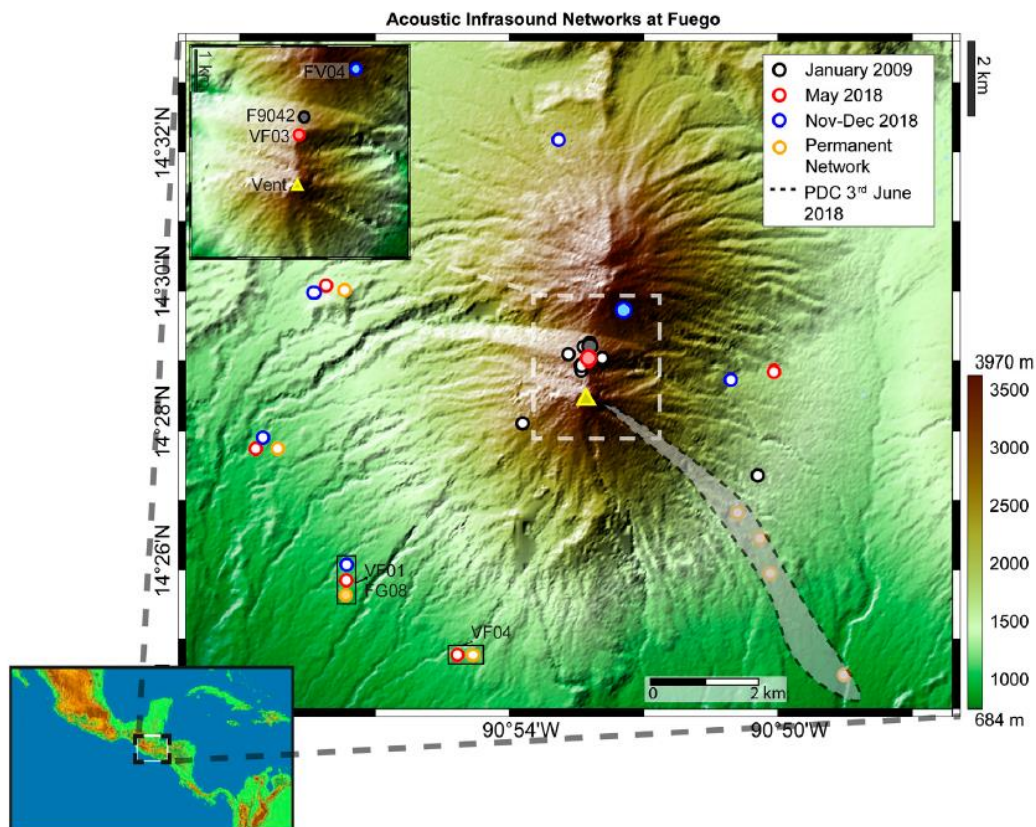 Acoustic Infrasound Networks at Fuego
FV04
F9042
VF03
Vent
January 2009
May 2018
Nov-Dec 2018
Permanent
Network
PDC 3rd June
2018
2 km
14°32'N
14°30'N
14°28'N
14°26'N
VF01
FG08
VF04
0 2 km
90°54'W
90°50'W
3970 m
3500
3000
2500
2000
1500
1000
684 m